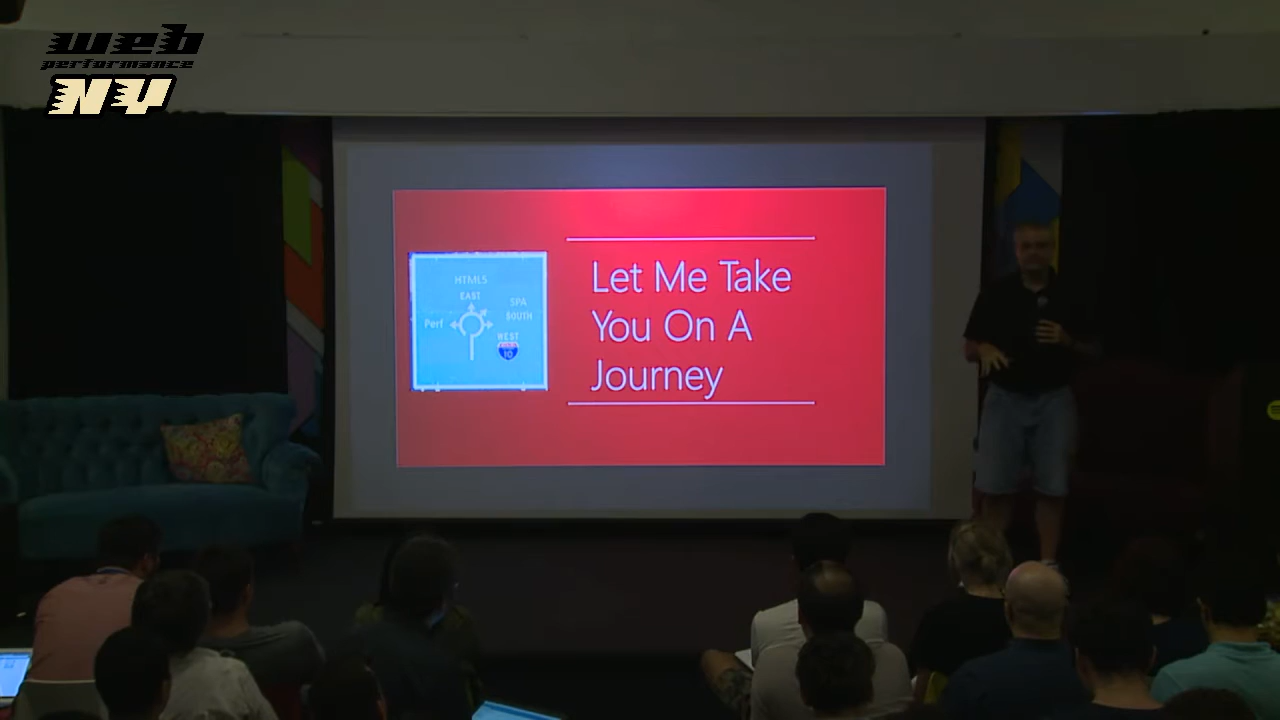 web
performance
NY
Let Me Take
You On A
Journey
HTML5
EAST
SPA
SOUTH
Perf
WEST
10